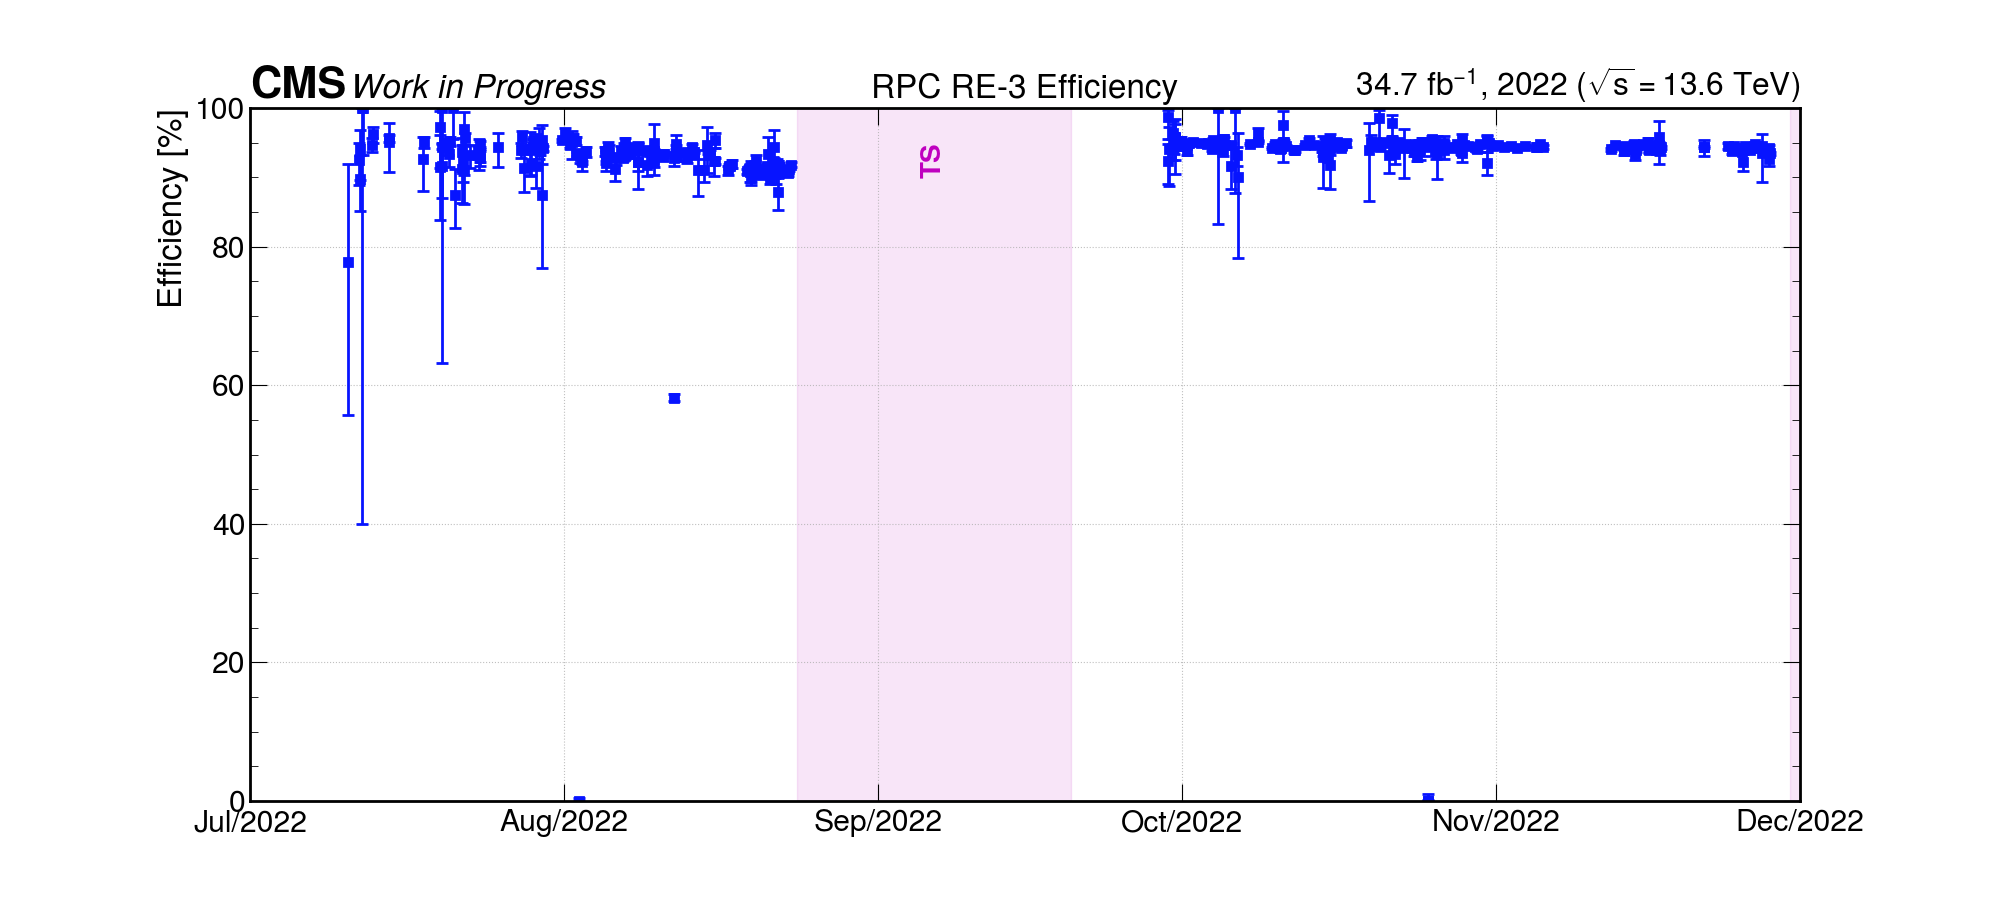 CMS Work in Progress RPC RE-3 Efficiency 34.7 fb⁻¹, 2022 (√s = 13.6 TeV)
Efficiency [%]
100
80
60
40
20
0
TS
Jul/2022 Aug/2022 Sep/2022 Oct/2022 Nov/2022 Dec/2022